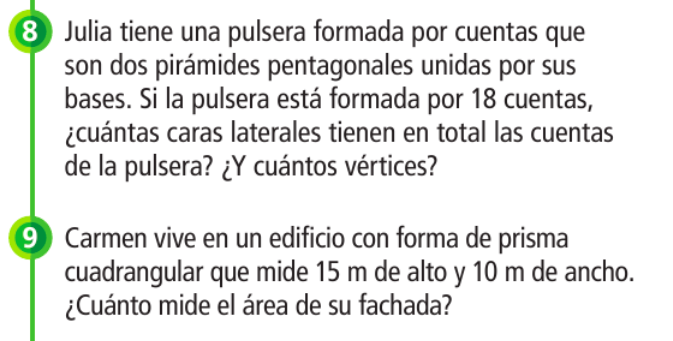 8 Julia tiene una pulsera formada por cuentas que
son dos pirámides pentagonales unidas por sus
bases. Si la pulsera está formada por 18 cuentas,
¿cuántas caras laterales tienen en total las cuentas
de la pulsera? ¿Y cuántos vértices?
9 Carmen vive en un edificio con forma de prisma
cuadrangular que mide 15 m de alto y 10 m de ancho.
¿Cuánto mide el área de su fachada?